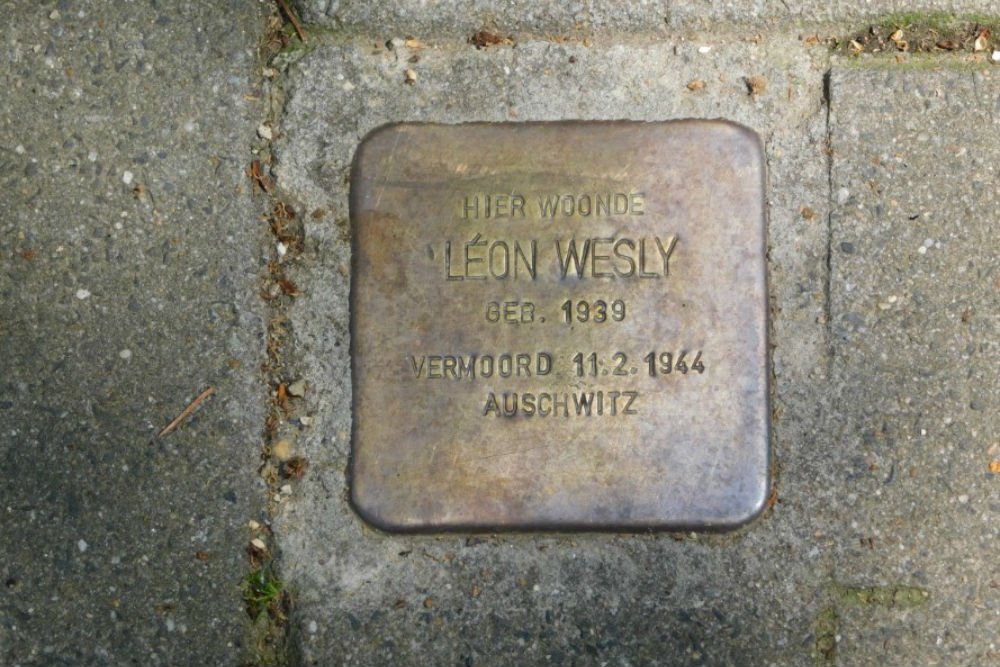 HIER WOONDE
LÉON WESLY
GEB. 1939
VERMOORD 11.2.1944
AUSCHWITZ